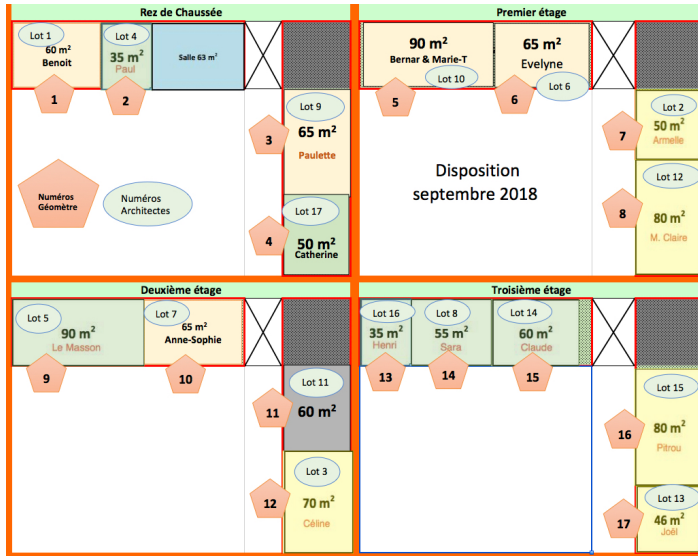 Rez de Chaussée
Lot 1
60 m²
Benoit
1
Lot 4
35 m²
Paul
2
Salle 63 m²
Lot 9
65 m²
Paulette
3
Lot 17
50 m²
Catherine
4
Numéros
Géomètre
Numéros
Architectes
Premier étage
90 m²
Bernar & Marie-T
Lot 10
5
65 m²
Evelyne
Lot 6
6
Lot 2
50 m²
Armelle
7
Lot 12
80 m²
M. Claire
8
Disposition
septembre 2018
Deuxième étage
Lot 5
90 m²
Le Masson
9
Lot 7
65 m²
Anne-Sophie
10
Lot 11
60 m²
11
Lot 3
70 m²
Céline
12
Troisième étage
Lot 16
35 m²
Henri
13
Lot 8
55 m²
Sara
14
Lot 14
60 m²
Claude
15
Lot 15
80 m²
Pitrou
16
Lot 13
46 m²
Joël
17